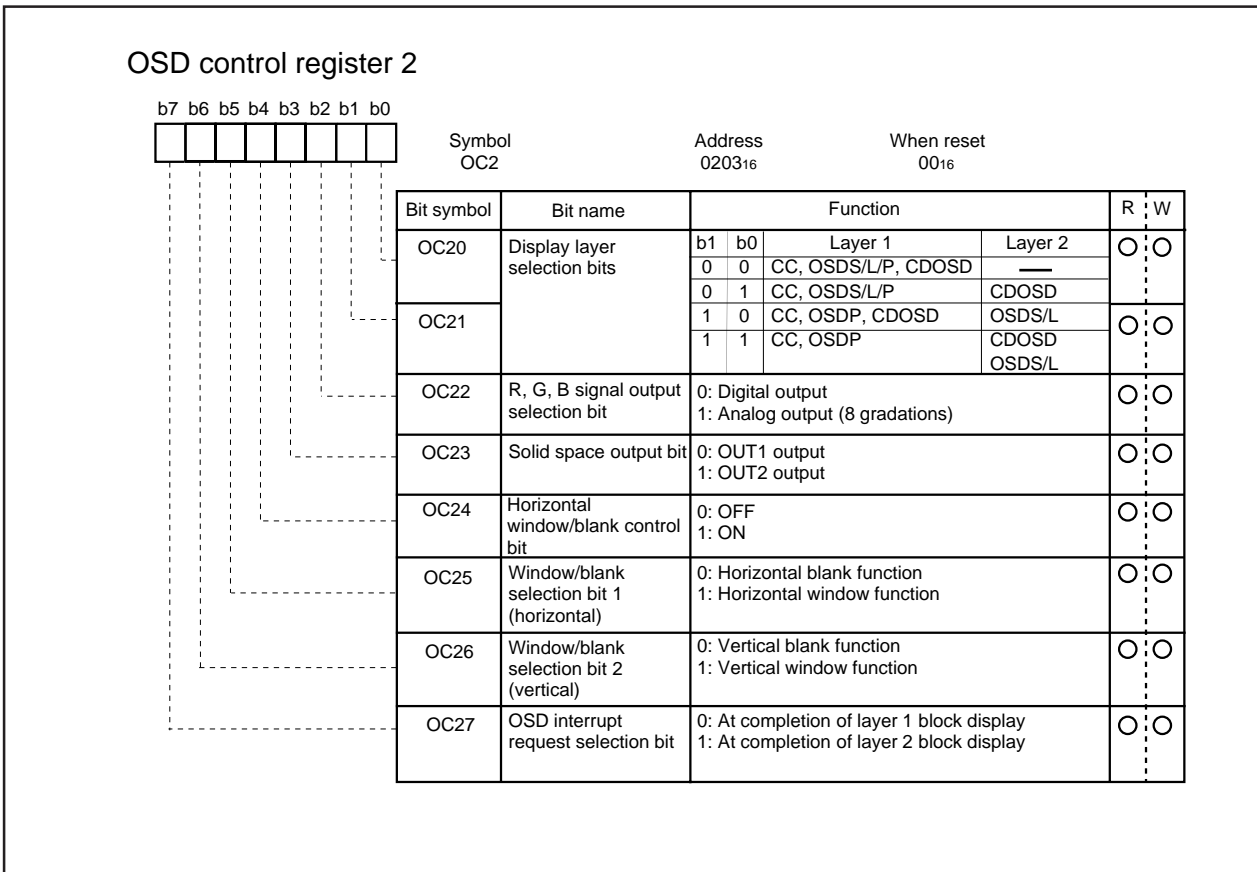 OSD control register 2
b7 b6 b5 b4 b3 b2 b1 b0
Symbol Address When reset
OC2 020316 0016
Bit symbol Bit name Function R W
OC20 Display layer selection bits
b1 b0 Layer 1 Layer 2
0 0 CC, OSDS/L/P, CDOSD —
0 1 CC, OSDS/L/P CDOSD
OC21
1 0 CC, OSDP, CDOSD OSDS/L
1 1 CC, OSDP CDOSD
OSDS/L
OC22 R, G, B signal output 0: Digital output
selection bit 1: Analog output (8 gradations)
OC23 Solid space output bit 0: OUT1 output
1: OUT2 output
OC24 Horizontal 0: OFF
window/blank control 1: ON
bit
OC25 Window/blank 0: Horizontal blank function
selection bit 1 1: Horizontal window function
(horizontal)
OC26 Window/blank 0: Vertical blank function
selection bit 2 1: Vertical window function
(vertical)
OC27 OSD interrupt 0: At completion of layer 1 block display
request selection bit 1: At completion of layer 2 block display